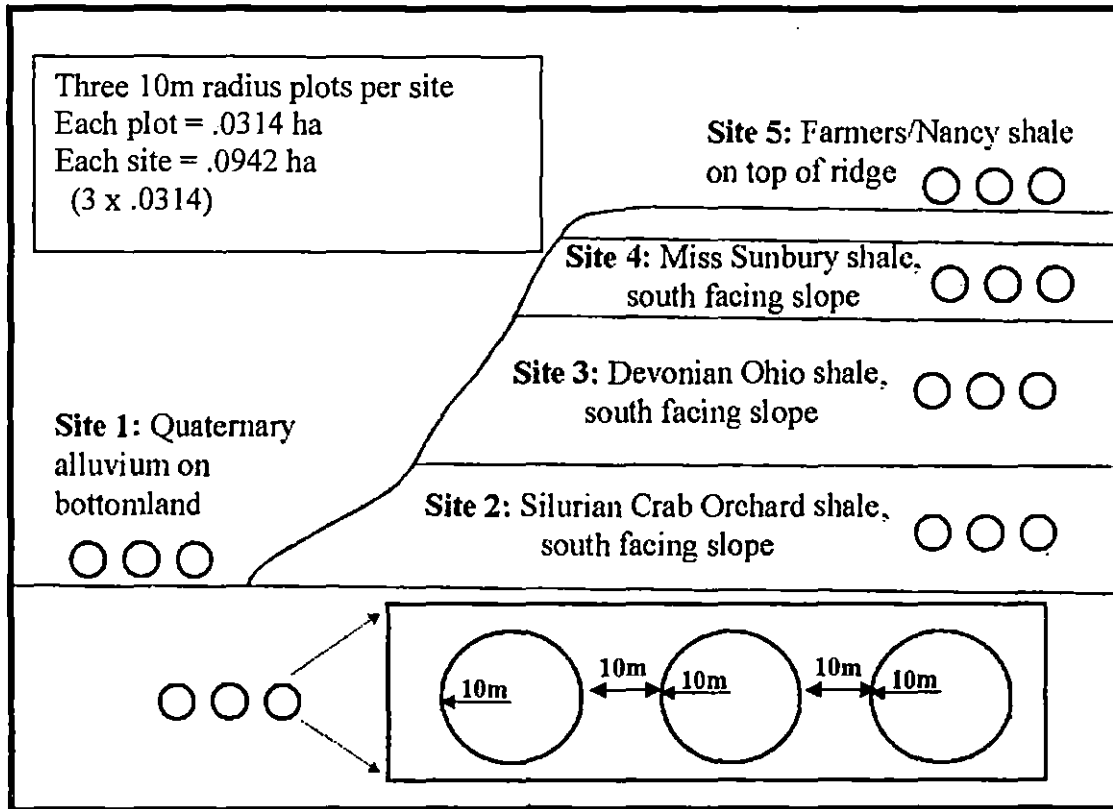 Three 10m radius plots per site
Each plot = .0314 ha
Each site = .0942 ha
(3 x .0314)
Site 5: Farmers/Nancy shale
on top of ridge
Site 4: Miss Sunbury shale,
south facing slope
Site 3: Devonian Ohio shale,
south facing slope
Site 1: Quaternary
alluvium on
bottomland
Site 2: Silurian Crab Orchard shale,
south facing slope
10m
10m
10m
10m
10m